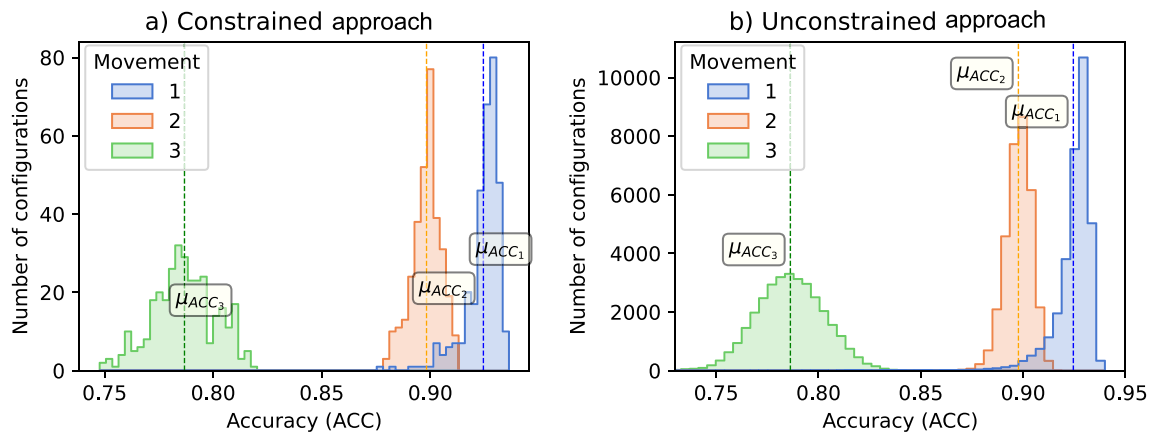 a) Constrained approach
Number of configurations
80
60
40
20
0
Movement
1
2
3
μACC1
μACC2
μACC3
0.75 0.80 0.85 0.90
Accuracy (ACC)
b) Unconstrained approach
Number of configurations
10000
8000
6000
4000
2000
0
Movement
1
2
3
μACC2
μACC1
μACC3
0.75 0.80 0.85 0.90 0.95
Accuracy (ACC)